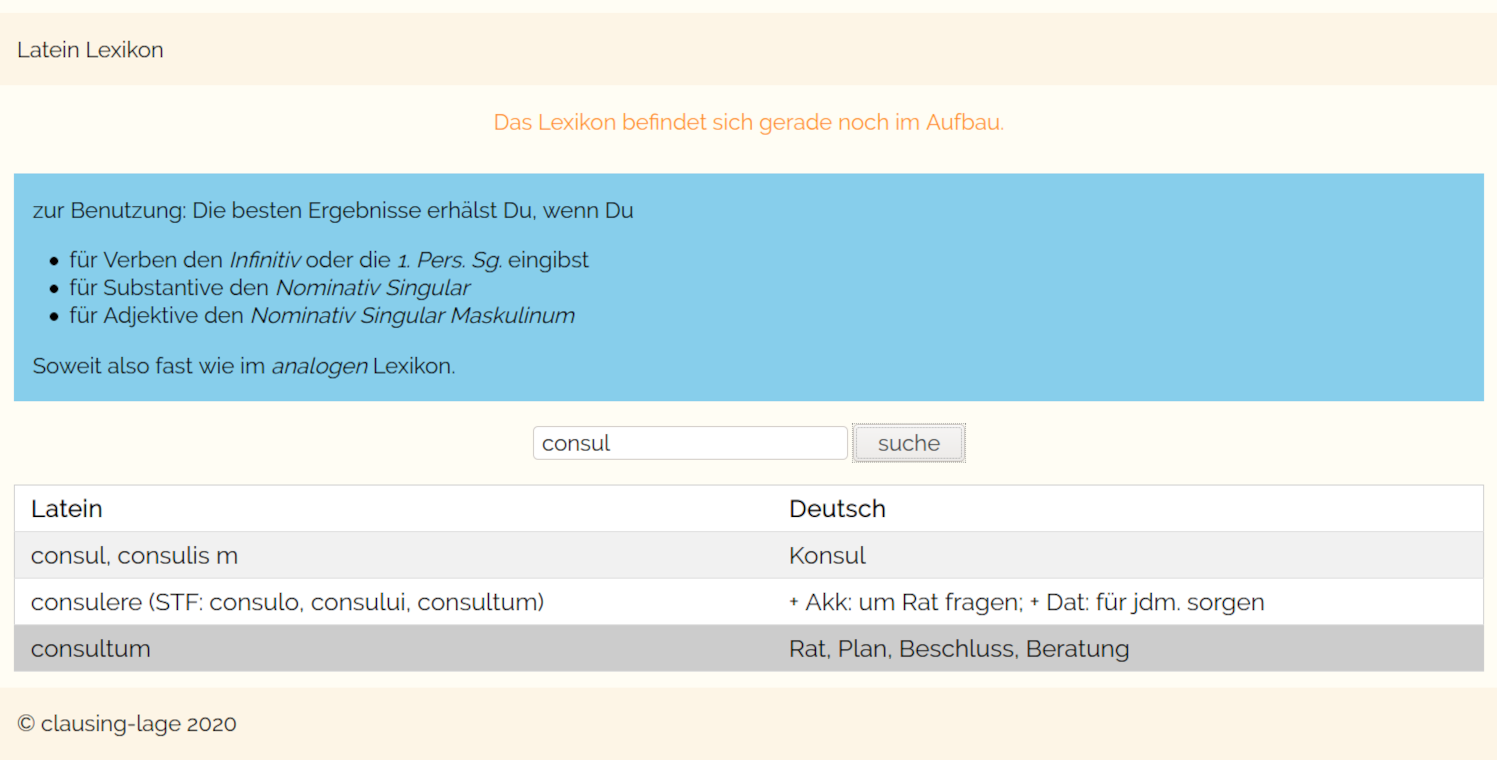 Latein Lexikon
Das Lexikon befindet sich gerade noch im Aufbau.
zur Benutzung: Die besten Ergebnisse erhälst Du, wenn Du
• für Verben den Infinitiv oder die 1. Pers. Sg. eingibst
• für Substantive den Nominativ Singular
• für Adjektive den Nominativ Singular Maskulinum
Soweit also fast wie im analogen Lexikon.
consul suche
Latein Deutsch
consul, consulis m Konsul
consulere (STF: consulo, consului, consultum) + Akk: um Rat fragen; + Dat: für jdm. sorgen
consultum Rat, Plan, Beschluss, Beratung
© clausing-lage 2020